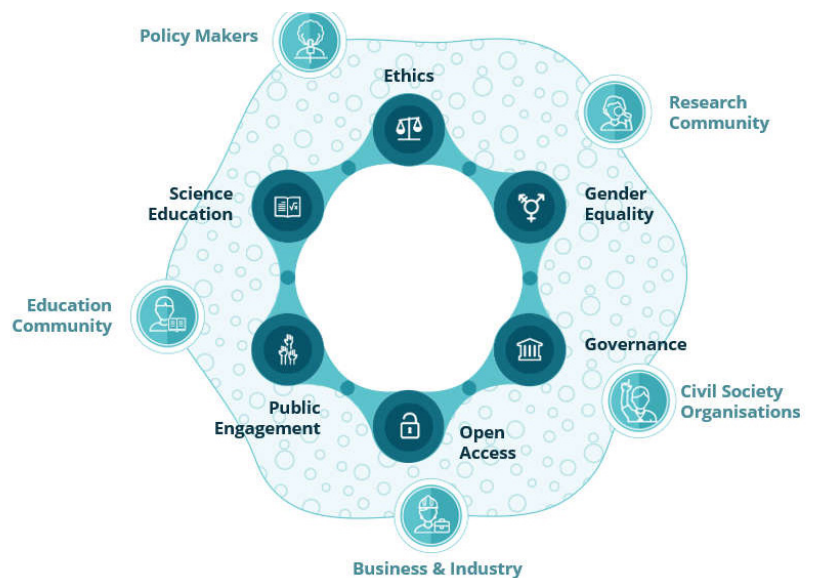 Policy Makers
Ethics
Research
Community
Science
Education
Gender
Equality
Education
Community
Governance
Civil Society
Organisations
Public
Engagement
Open
Access
Business & Industry